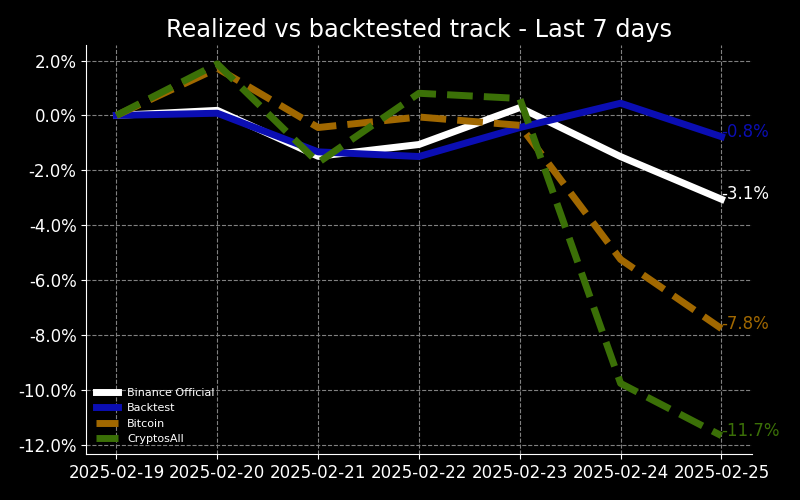 Realized vs backtested track - Last 7 days
2.0%
0.0%
-2.0%
-4.0%
-6.0%
-8.0%
-10.0%
-12.0%
-0.8%
-3.1%
-7.8%
-11.7%
Binance Official
Backtest
Bitcoin
CryptosAll
2025-02-19 2025-02-20 2025-02-21 2025-02-22 2025-02-23 2025-02-24 2025-02-25